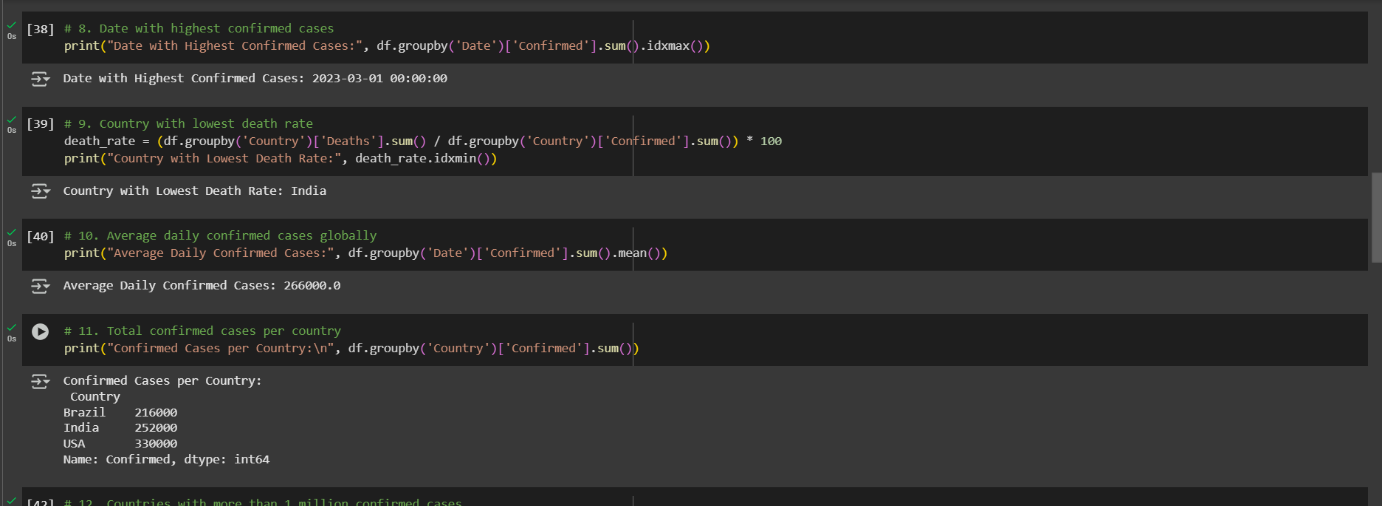 [38] # 8. Date with highest confirmed cases
0s
print("Date with Highest Confirmed Cases:", df.groupby('Date')['Confirmed'].sum().idxmax())
Date with Highest Confirmed Cases: 2023-03-01 00:00:00
[39] # 9. Country with lowest death rate
0s
death_rate = (df.groupby('Country')['Deaths'].sum() / df.groupby('Country')['Confirmed'].sum()) * 100
print("Country with Lowest Death Rate:", death_rate.idxmin())
Country with Lowest Death Rate: India
[40] # 10. Average daily confirmed cases globally
0s
print("Average Daily Confirmed Cases:", df.groupby('Date')['Confirmed'].sum().mean())
Average Daily Confirmed Cases: 266000.0
# 11. Total confirmed cases per country
0s
print("Confirmed Cases per Country:\n", df.groupby('Country')['Confirmed'].sum())
Confirmed Cases per Country:
Country
Brazil 216000
India 252000
USA 330000
Name: Confirmed, dtype: int64
[42] # 12. Countries with more than 1 million confirmed cases